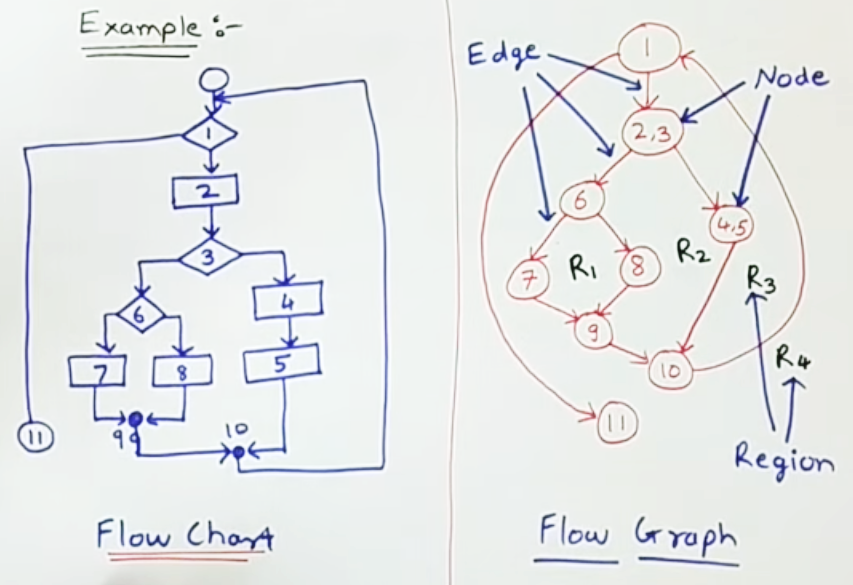 Example :-
1
2
3
6
4
7
8
5
9
10
11
Flow Chart
Edge
Node
1
2,3
6
4,5
7
R1
8
R2
R3
9
10
R4
11
Region
Flow Graph